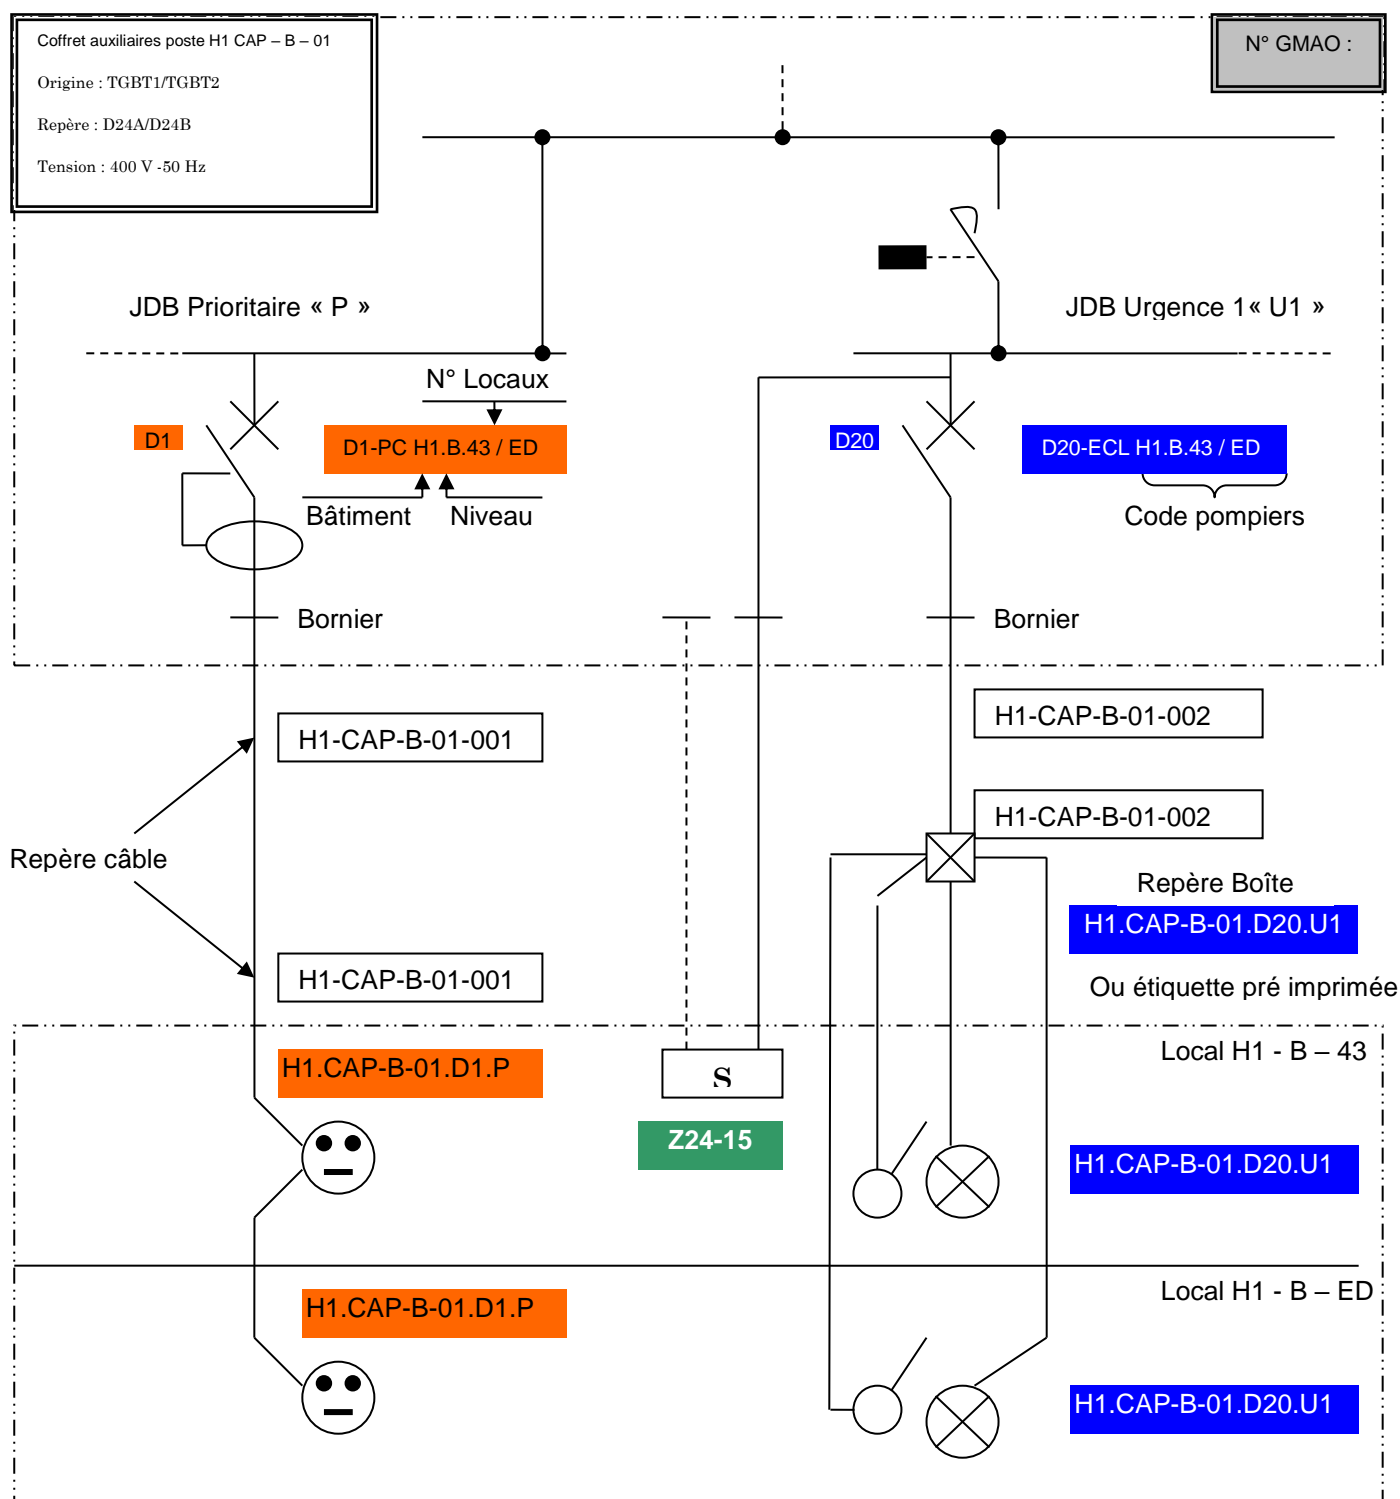 Coffret auxiliaires poste H1 CAP – B – 01
Origine : TGBT1/TGBT2
Repère : D24A/D24B
Tension : 400 V -50 Hz
N° GMAO :
JDB Prioritaire « P »
JDB Urgence 1« U1 »
N° Locaux
D1
D1-PC H1.B.43 / ED
D20
D20-ECL H1.B.43 / ED
Bâtiment
Niveau
Code pompiers
Bornier
Bornier
H1-CAP-B-01-002
H1-CAP-B-01-001
H1-CAP-B-01-002
Repère câble
Repère Boîte
H1.CAP-B-01.D20.U1
H1-CAP-B-01-001
Ou étiquette pré imprimée
Local H1 - B – 43
H1.CAP-B-01.D1.P
S
Z24-15
H1.CAP-B-01.D20.U1
Local H1 - B – ED
H1.CAP-B-01.D1.P
H1.CAP-B-01.D20.U1